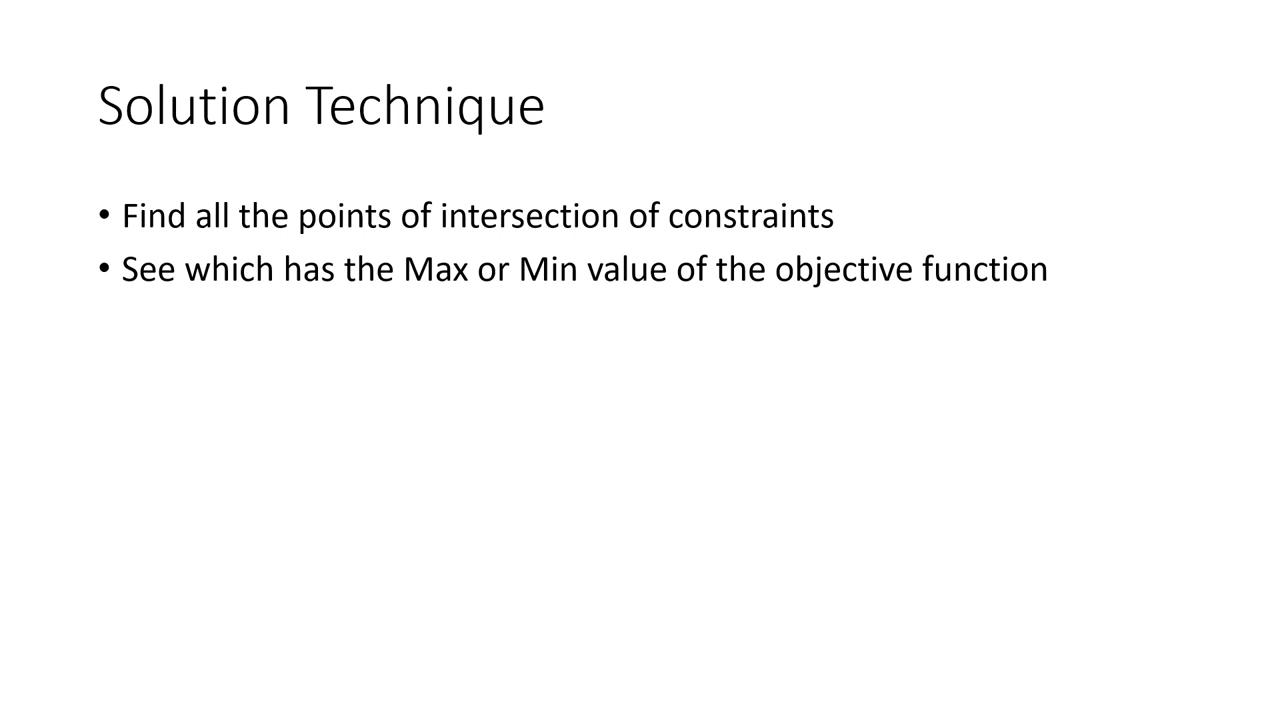 Solution Technique
• Find all the points of intersection of constraints
• See which has the Max or Min value of the objective function